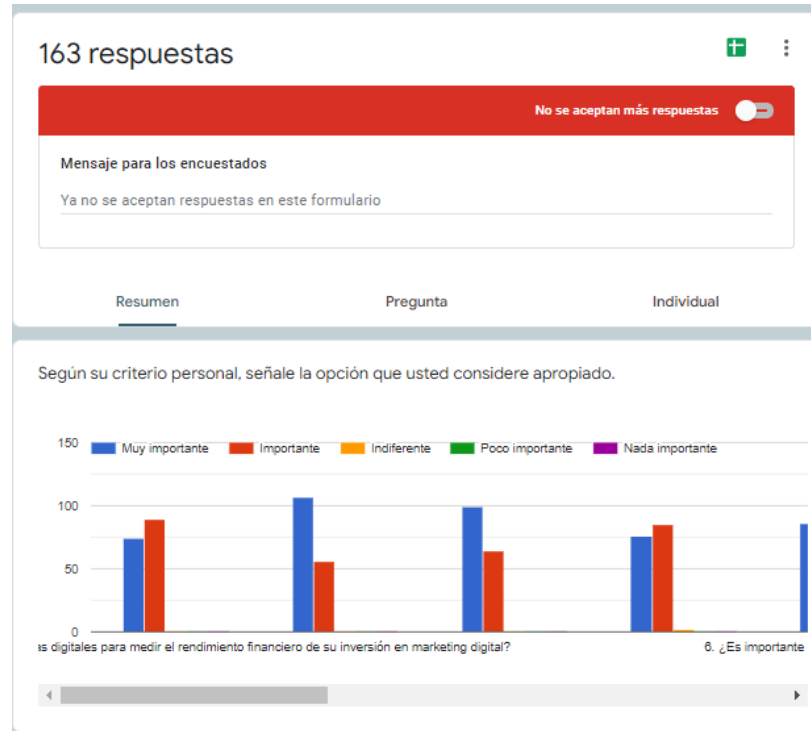 163 respuestas
No se aceptan más respuestas
Mensaje para los encuestados
Ya no se aceptan respuestas en este formulario
Resumen Pregunta Individual
Según su criterio personal, señale la opción que usted considere apropiado.
150 Muy importante Importante Indiferente Poco importante Nada importante
100
50
0
as digitales para medir el rendimiento financiero de su inversión en marketing digital? 6. ¿Es importante